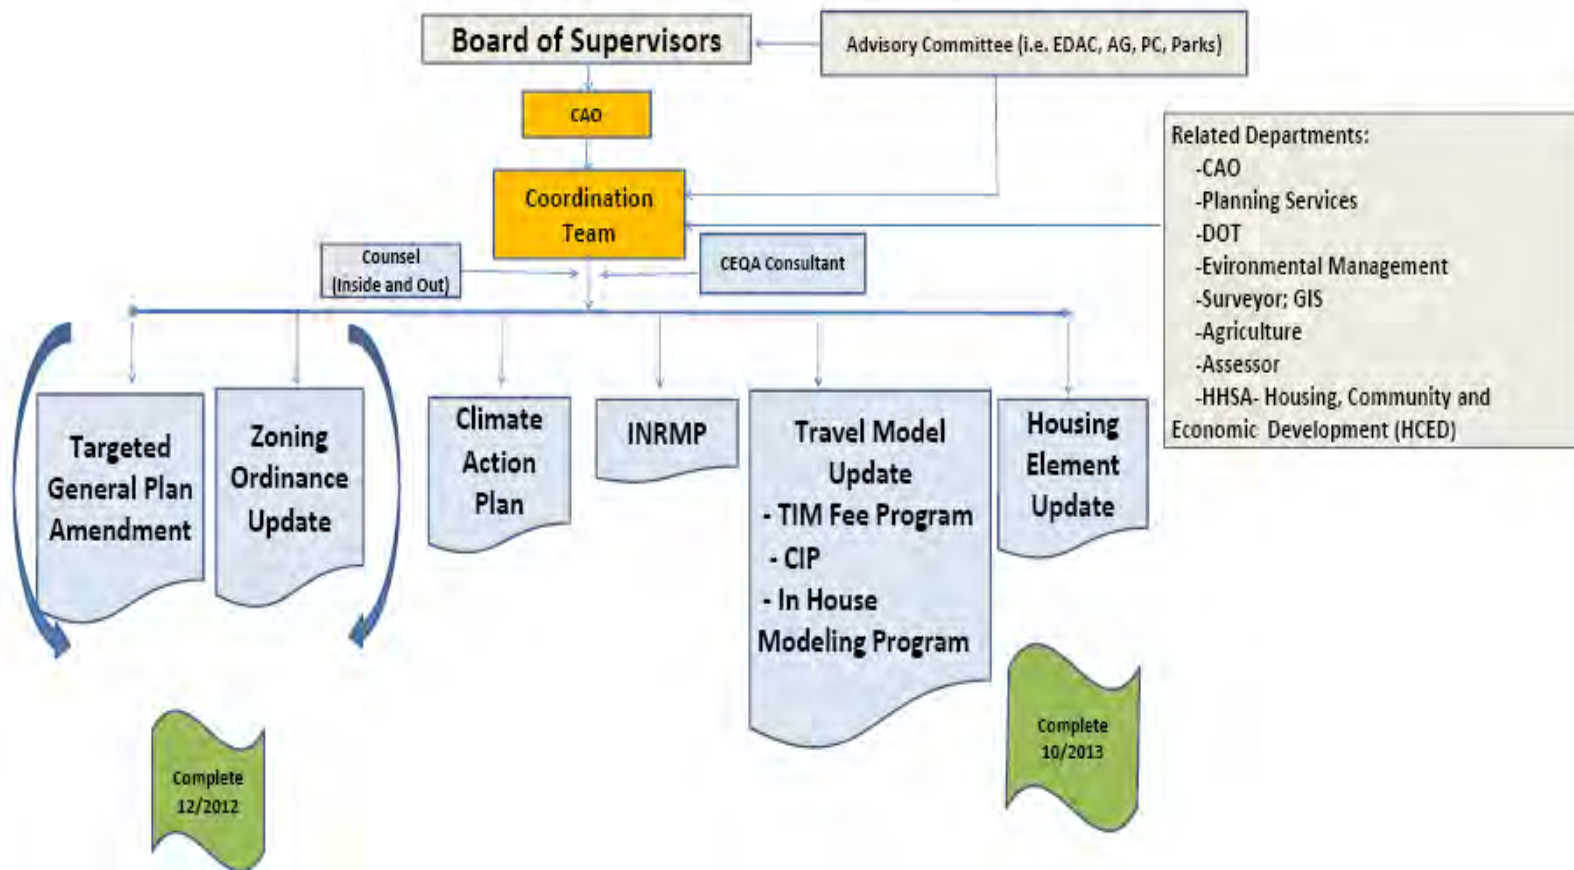 Board of Supervisors
Advisory Committee (i.e. EDAC, AG, PC, Parks)
CAO
Coordination
Team
Related Departments:
-CAO
-Planning Services
-DOT
-Evironmental Management
-Surveyor; GIS
-Agriculture
-Assessor
-HHSA- Housing, Community and
Economic Development (HCED)
Counsel
(Inside and Out)
CEQA Consultant
Targeted
General Plan
Amendment
Zoning
Ordinance
Update
Climate
Action
Plan
INRMP
Travel Model
Update
- TIM Fee Program
- CIP
- In House
Modeling Program
Housing
Element
Update
Complete
12/2012
Complete
10/2013